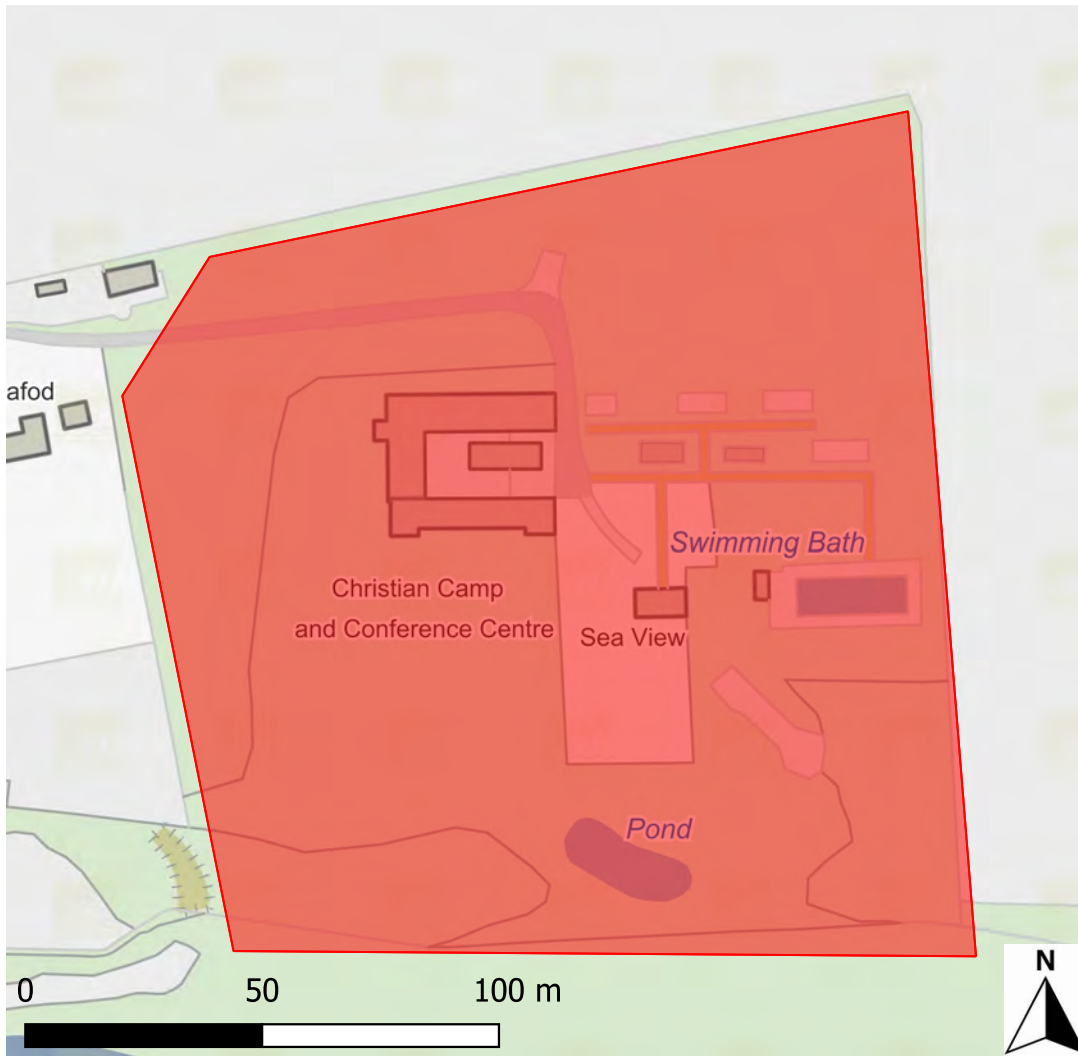 afod
Swimming Bath
Christian Camp
and Conference Centre
Sea View
Pond
N
0 50 100 m